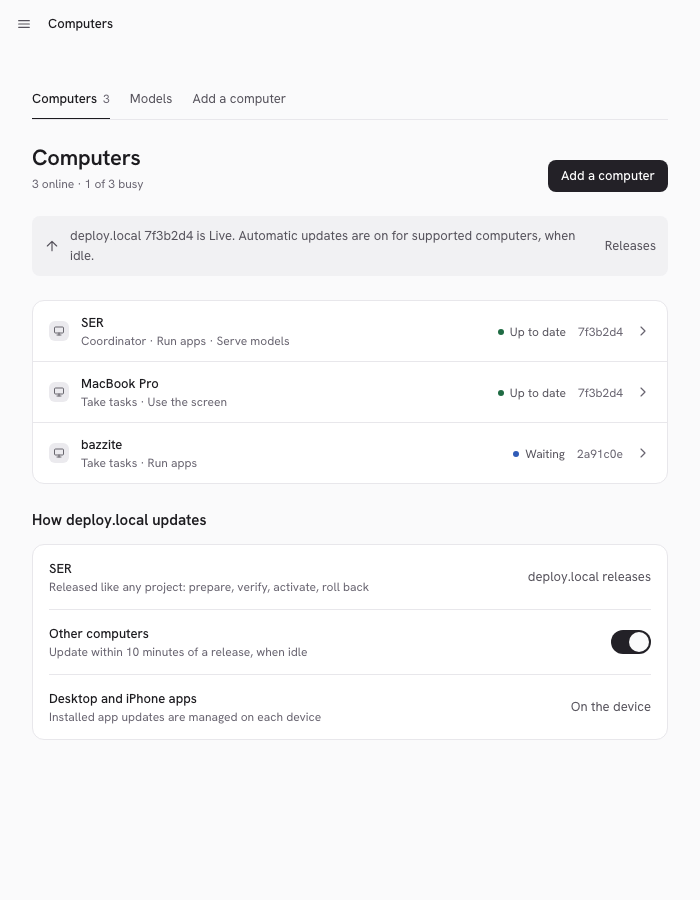 Computers
Computers 3
Models
Add a computer
Computers
3 online · 1 of 3 busy
Add a computer
deploy.local 7f3b2d4 is Live. Automatic updates are on for supported computers, when
idle.
Releases
SER
Coordinator · Run apps · Serve models
Up to date 7f3b2d4
MacBook Pro
Take tasks · Use the screen
Up to date 7f3b2d4
bazzite
Take tasks · Run apps
Waiting 2a91c0e
How deploy.local updates
SER
Released like any project: prepare, verify, activate, roll back
deploy.local releases
Other computers
Update within 10 minutes of a release, when idle
Desktop and iPhone apps
Installed app updates are managed on each device
On the device